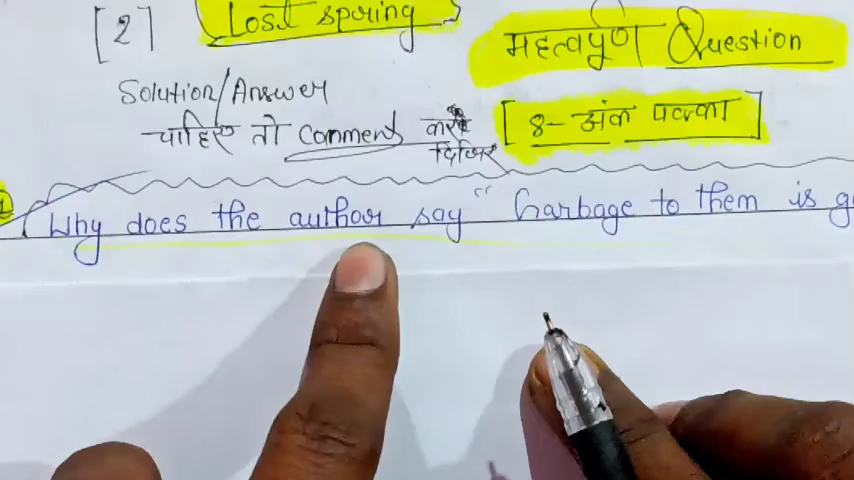 [2] Lost spring
महत्वपूर्ण Question
Solution/Answer
चाहिए तो comment कर दिजिए
[8- अंक पक्का]
1 Why does the author say " Garbage to them is g